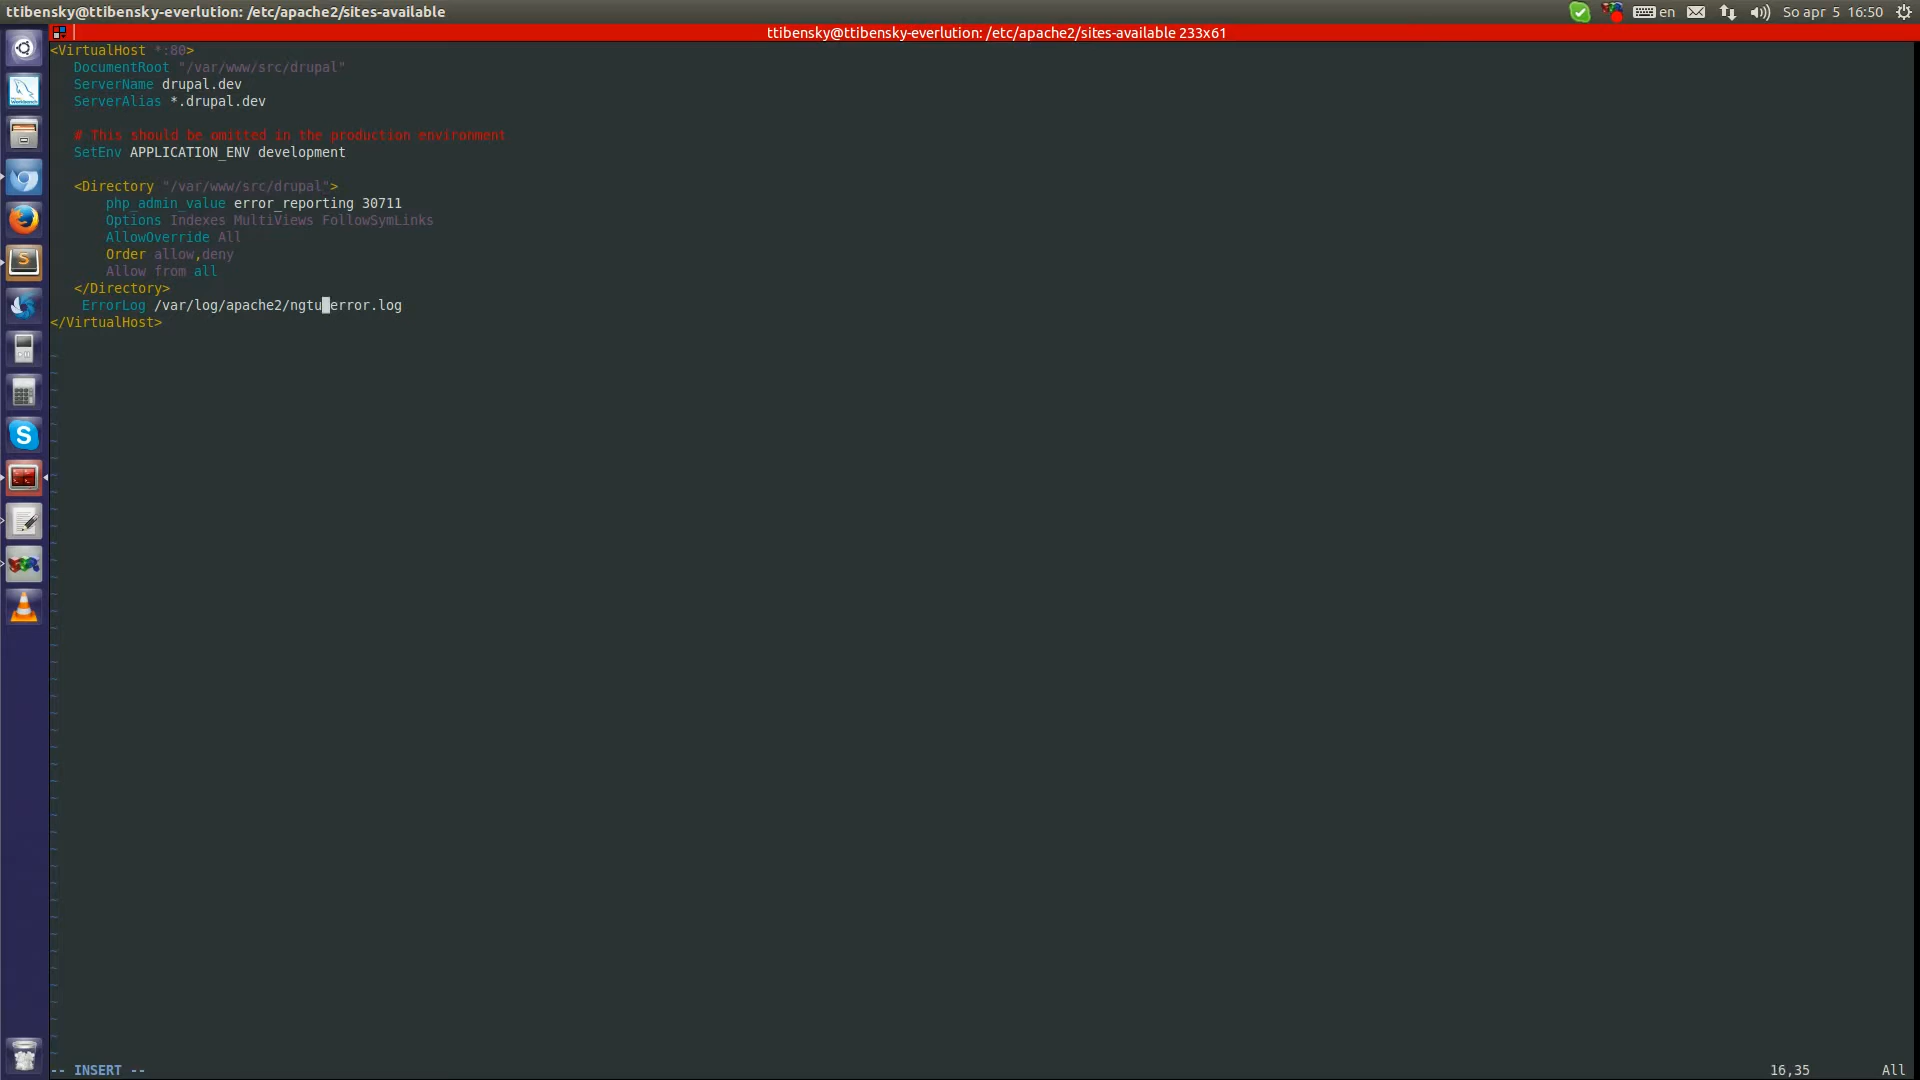 ttibensky@ttibensky-everlution: /etc/apache2/sites-available
en
So apr 5 16:50
ttibensky@ttibensky-everlution: /etc/apache2/sites-available 233x61
<VirtualHost *:80>
DocumentRoot "/var/www/src/drupal"
ServerName drupal.dev
ServerAlias *.drupal.dev
# This should be omitted in the production environment
SetEnv APPLICATION_ENV development
<Directory "/var/www/src/drupal">
php_admin_value error_reporting 30711
Options Indexes MultiViews FollowSymLinks
AllowOverride All
Order allow,deny
Allow from all
</Directory>
ErrorLog /var/log/apache2/ngtu error.log
</VirtualHost>
-- INSERT --
16,35
All